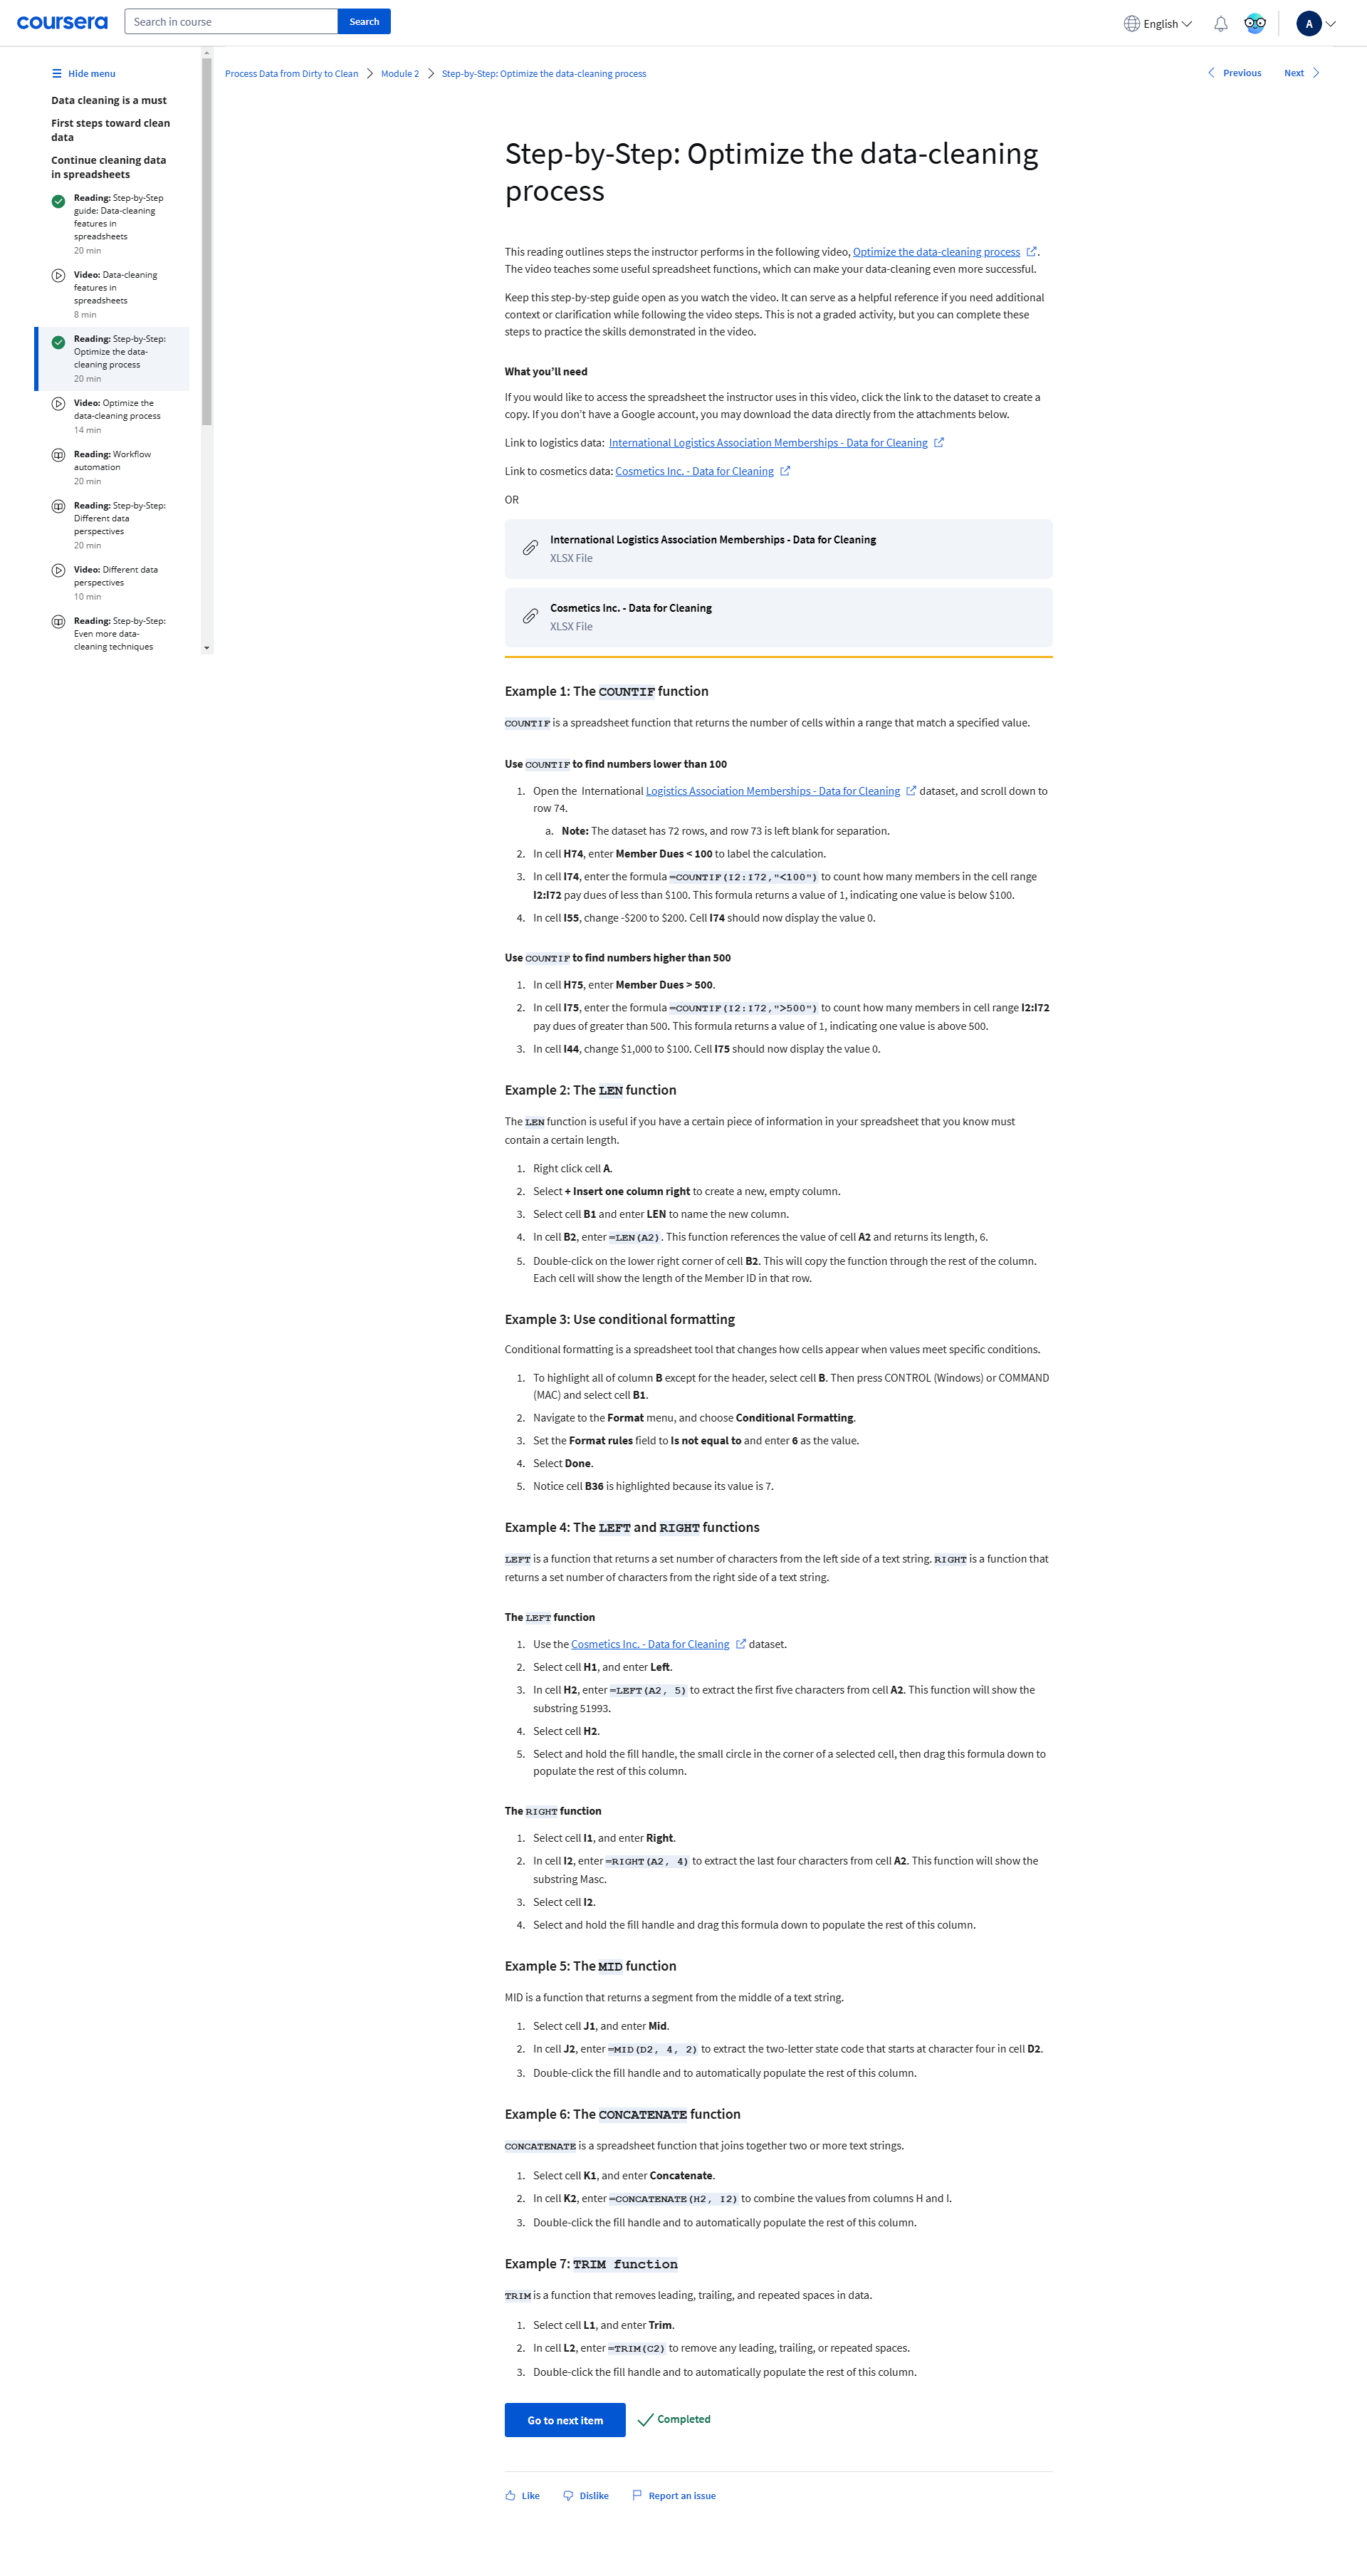 coursera
Search in course
Search
English
A
Hide menu
Data cleaning is a must
First steps toward clean
data
Continue cleaning data
in spreadsheets
Reading: Step-by-Step
guide: Data-cleaning
features in
spreadsheets
20 min
Video: Data-cleaning
features in
spreadsheets
8 min
Reading: Step-by-Step:
Optimize the data-
cleaning process
20 min
Video: Optimize the
data-cleaning process
14 min
Reading: Workflow
automation
20 min
Reading: Step-by-Step:
Different data
perspectives
20 min
Video: Different data
perspectives
10 min
Reading: Step-by-Step:
Even more data-
cleaning techniques
Process Data from Dirty to Clean
Module 2
Step-by-Step: Optimize the data-cleaning process
Previous
Next
Step-by-Step: Optimize the data-cleaning
process
This reading outlines steps the instructor performs in the following video, Optimize the data-cleaning process.
The video teaches some useful spreadsheet functions, which can make your data-cleaning even more successful.
Keep this step-by-step guide open as you watch the video. It can serve as a helpful reference if you need additional
context or clarification while following the video steps. This is not a graded activity, but you can complete these
steps to practice the skills demonstrated in the video.
What you'll need
If you would like to access the spreadsheet the instructor uses in this video, click the link to the dataset to create a
copy. If you don't have a Google account, you may download the data directly from the attachments below.
Link to logistics data: International Logistics Association Memberships - Data for Cleaning
Link to cosmetics data: Cosmetics Inc. - Data for Cleaning
OR
International Logistics Association Memberships - Data for Cleaning
XLSX File
Cosmetics Inc. - Data for Cleaning
XLSX File
Example 1: The COUNTIF function
COUNTIF is a spreadsheet function that returns the number of cells within a range that match a specified value.
Use COUNTIF to find numbers lower than 100
1. Open the International Logistics Association Memberships - Data for Cleaning dataset, and scroll down to
row 74.
a. Note: The dataset has 72 rows, and row 73 is left blank for separation.
2. In cell H74, enter Member Dues < 100 to label the calculation.
3. In cell I74, enter the formula =COUNTIF(I2:I72,"<100") to count how many members in the cell range
I2:I72 pay dues of less than $100. This formula returns a value of 1, indicating one value is below $100.
4. In cell I55, change -$200 to $200. Cell I74 should now display the value 0.
Use COUNTIF to find numbers higher than 500
1. In cell H75, enter Member Dues > 500.
2. In cell I75, enter the formula =COUNTIF(I2:I72,">500") to count how many members in cell range I2:I72
pay dues of greater than 500. This formula returns a value of 1, indicating one value is above 500.
3. In cell I44, change $1,000 to $100. Cell I75 should now display the value 0.
Example 2: The LEN function
The LEN function is useful if you have a certain piece of information in your spreadsheet that you know must
contain a certain length.
1. Right click cell A.
2. Select + Insert one column right to create a new, empty column.
3. Select cell B1 and enter LEN to name the new column.
4. In cell B2, enter =LEN(A2). This function references the value of cell A2 and returns its length, 6.
5. Double-click on the lower right corner of cell B2. This will copy the function through the rest of the column.
Each cell will show the length of the Member ID in that row.
Example 3: Use conditional formatting
Conditional formatting is a spreadsheet tool that changes how cells appear when values meet specific conditions.
1. To highlight all of column B except for the header, select cell B. Then press CONTROL (Windows) or COMMAND
(MAC) and select cell B1.
2. Navigate to the Format menu, and choose Conditional Formatting.
3. Set the Format rules field to Is not equal to and enter 6 as the value.
4. Select Done.
5. Notice cell B36 is highlighted because its value is 7.
Example 4: The LEFT and RIGHT functions
LEFT is a function that returns a set number of characters from the left side of a text string. RIGHT is a function that
returns a set number of characters from the right side of a text string.
The LEFT function
1. Use the Cosmetics Inc. - Data for Cleaning dataset.
2. Select cell H1, and enter Left.
3. In cell H2, enter =LEFT(A2, 5) to extract the first five characters from cell A2. This function will show the
substring 51993.
4. Select cell H2.
5. Select and hold the fill handle, the small circle in the corner of a selected cell, then drag this formula down to
populate the rest of this column.
The RIGHT function
1. Select cell I1, and enter Right.
2. In cell I2, enter =RIGHT(A2, 4) to extract the last four characters from cell A2. This function will show the
substring Masc.
3. Select cell I2.
4. Select and hold the fill handle and drag this formula down to populate the rest of this column.
Example 5: The MID function
MID is a function that returns a segment from the middle of a text string.
1. Select cell J1, and enter Mid.
2. In cell J2, enter =MID(D2, 4, 2) to extract the two-letter state code that starts at character four in cell D2.
3. Double-click the fill handle and to automatically populate the rest of this column.
Example 6: The CONCATENATE function
CONCATENATE is a spreadsheet function that joins together two or more text strings.
1. Select cell K1, and enter Concatenate.
2. In cell K2, enter =CONCATENATE(H2, I2) to combine the values from columns H and I.
3. Double-click the fill handle and to automatically populate the rest of this column.
Example 7: TRIM function
TRIM is a function that removes leading, trailing, and repeated spaces in data.
1. Select cell L1, and enter Trim.
2. In cell L2, enter =TRIM(C2) to remove any leading, trailing, or repeated spaces.
3. Double-click the fill handle and to automatically populate the rest of this column.
Go to next item
Completed
Like
Dislike
Report an issue